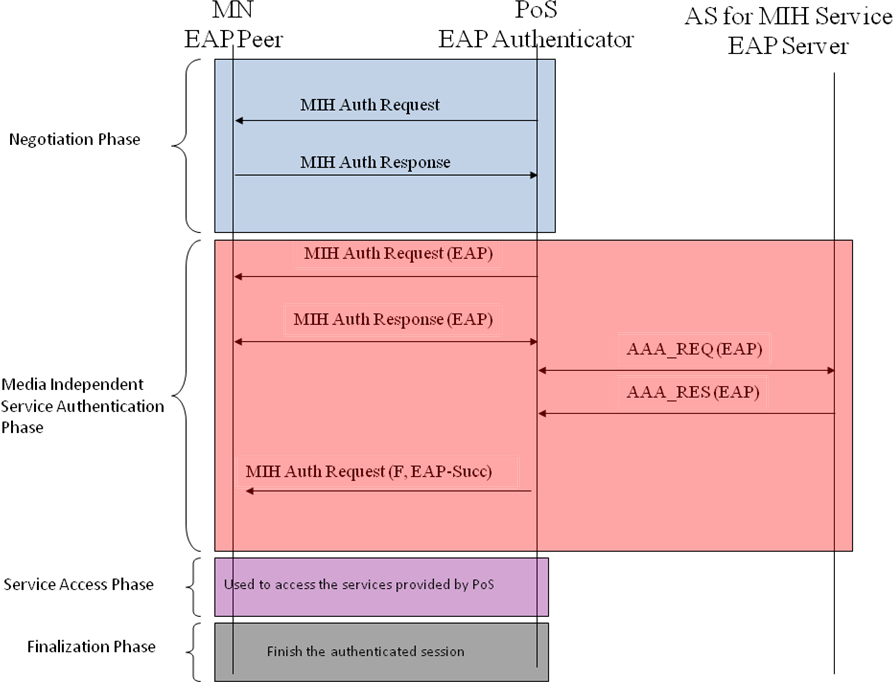 MN
EAP Peer
PoS
EAP Authenticator
AS for MIH Service
EAP Server
Negotiation Phase
MIH Auth Request
MIH Auth Response
Media Independent
Service Authentication
Phase
MIH Auth Request (EAP)
MIH Auth Response (EAP)
AAA_REQ (EAP)
AAA_RES (EAP)
MIH Auth Request (F, EAP-Succ)
Service Access Phase
Used to access the services provided by PoS
Finalization Phase
Finish the authenticated session